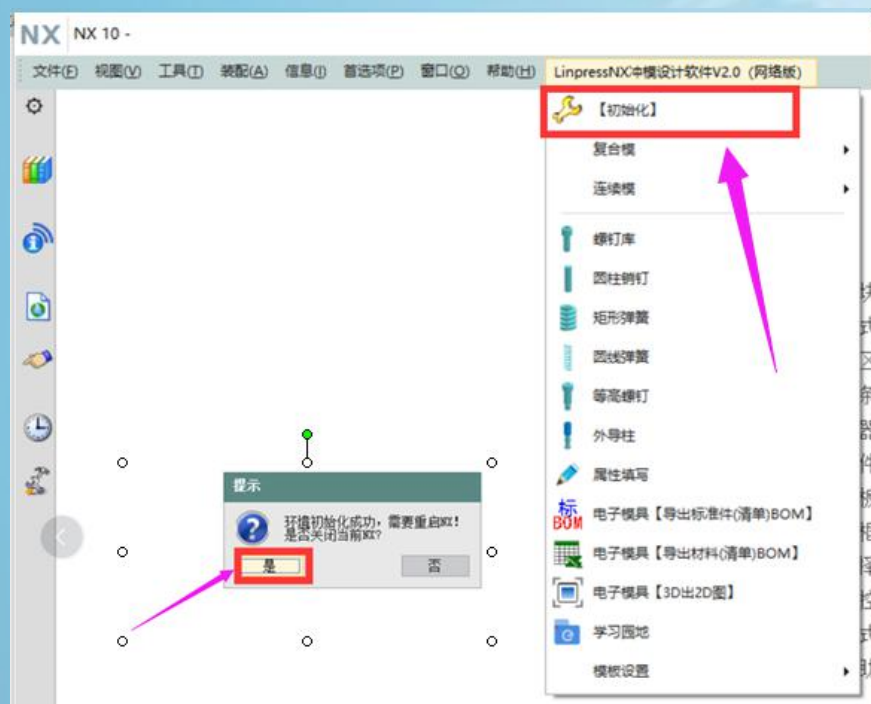 NX NX 10 -
文件(F) 视图(V) 工具(T) 装配(A) 信息(I) 首选项(P) 窗口(O) 帮助(H) LinpressNX冲模设计软件V2.0（网络版）
【初始化】
复合模
连续模
螺钉库
圆柱销钉
矩形弹簧
圆线弹簧
等高螺钉
外导柱
属性填写
标
BOM
电子模具【导出标准件(清单)BOM】
电子模具【导出材料(清单)BOM】
电子模具【3D出2D图】
学习园地
模板设置
提示
环境初始化成功，需要重启NX!
是否关闭当前NX?
是
否